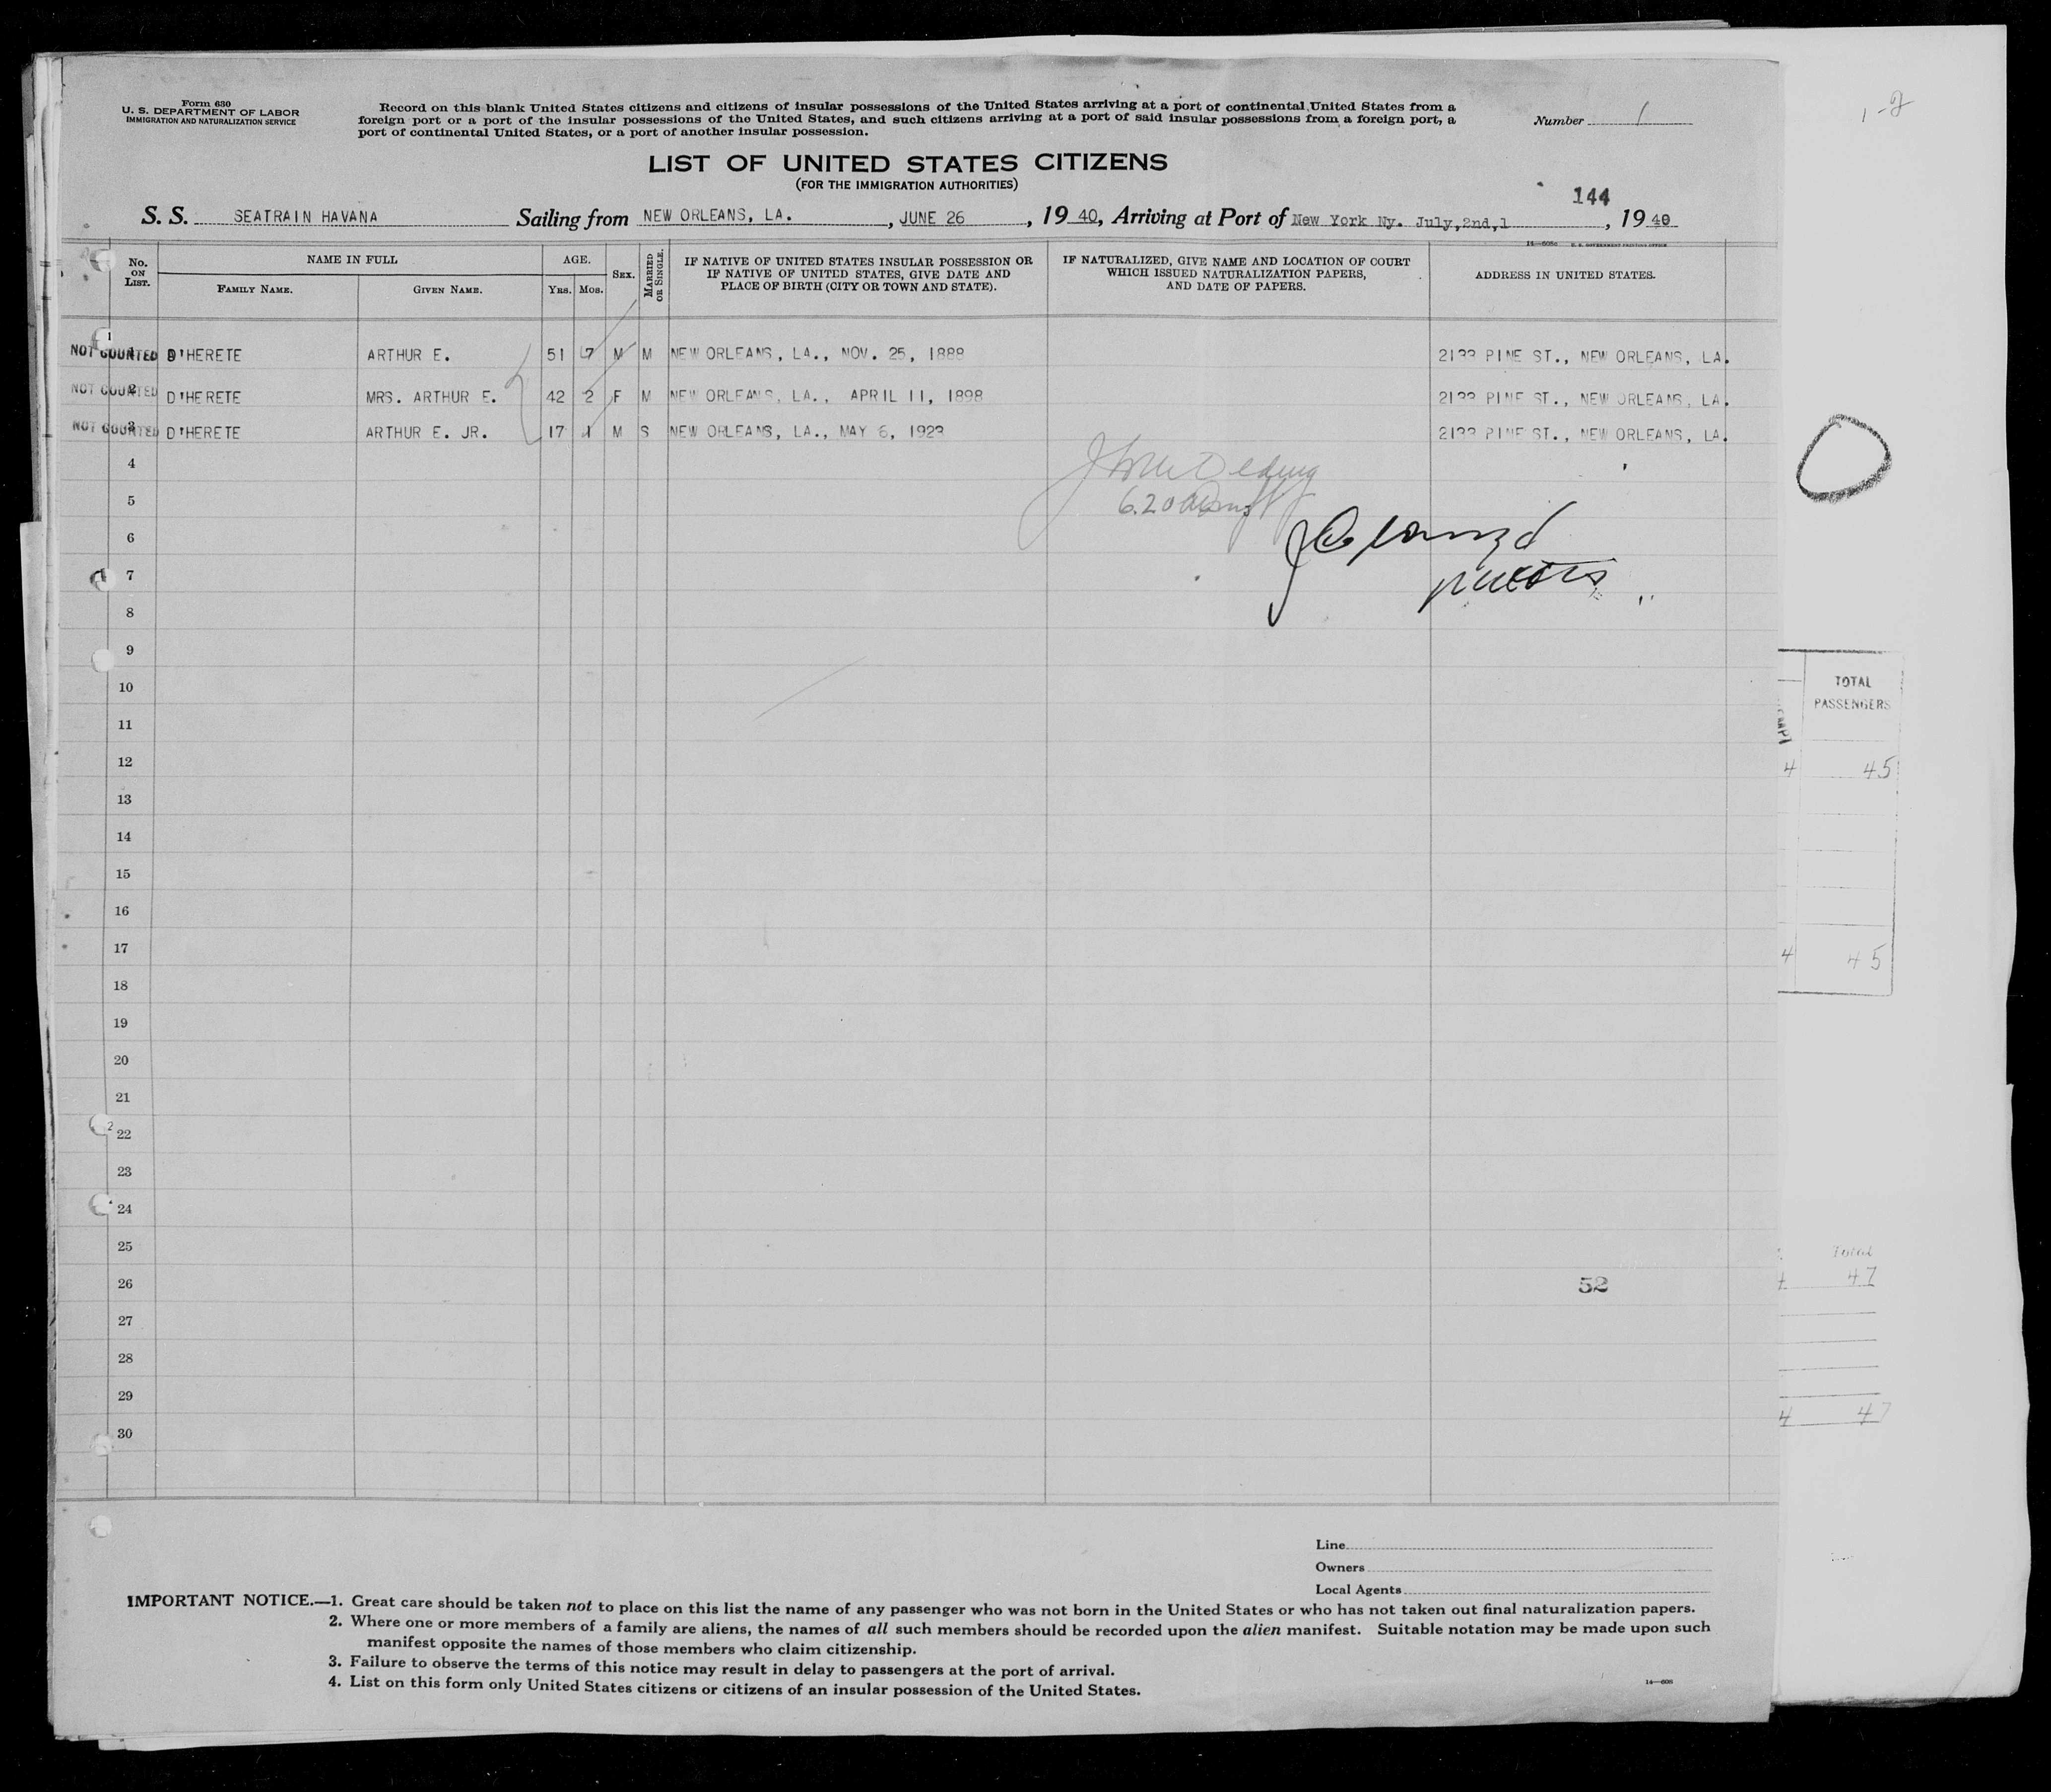 Form 630
U. S. DEPARTMENT OF LABOR
IMMIGRATION AND NATURALIZATION SERVICE
Record on this blank United States citizens and citizens of insular possessions of the United States arriving at a port of continental United States from a
foreign port or a port of the insular possessions of the United States, and such citizens arriving at a port of said insular possessions from a foreign port, a
port of continental United States, or a port of another insular possession.
Number 1
LIST OF UNITED STATES CITIZENS
(FOR THE IMMIGRATION AUTHORITIES)
144
S. S. SEATRAIN HAVANA Sailing from NEW ORLEANS, LA., JUNE 26, 19 40, Arriving at Port of New York Ny. July,2nd,1, 19 40
14—608c U. S. GOVERNMENT PRINTING OFFICE
No. ON LIST. NAME IN FULL FAMILY NAME. GIVEN NAME. AGE. YRS. MOS. SEX. MARRIED OR SINGLE. IF NATIVE OF UNITED STATES INSULAR POSSESSION OR IF NATIVE OF UNITED STATES, GIVE DATE AND PLACE OF BIRTH (CITY OR TOWN AND STATE). IF NATURALIZED, GIVE NAME AND LOCATION OF COURT WHICH ISSUED NATURALIZATION PAPERS, AND DATE OF PAPERS. ADDRESS IN UNITED STATES.
NOT COUNTED 1 D'HERETE ARTHUR E. 51 7 M M NEW ORLEANS, LA., NOV. 25, 1888 PINE ST., NEW ORLEANS, LA.
NOT COUNTED 2 D'HERETE MRS. ARTHUR E. 42 2 F M NEW ORLEANS, LA., APRIL 11, 1898 PINE ST., NEW ORLEANS, LA.
NOT COUNTED 3 D'HERETE ARTHUR E. JR. 17 1 M S NEW ORLEANS, LA., MAY 6, 1923 PINE ST., NEW ORLEANS, LA.
4
5
6
7
8
9
10
11
12
13
14
15
16
17
18
19
20
21
22
23
24
25
26 52
27
28
29
30
Line
Owners
Local Agents
IMPORTANT NOTICE.—1. Great care should be taken not to place on this list the name of any passenger who was not born in the United States or who has not taken out final naturalization papers.
2. Where one or more members of a family are aliens, the names of all such members should be recorded upon the alien manifest. Suitable notation may be made upon such
manifest opposite the names of those members who claim citizenship.
3. Failure to observe the terms of this notice may result in delay to passengers at the port of arrival.
4. List on this form only United States citizens or citizens of an insular possession of the United States.
14—608
TOTAL
PASSENGERS
4 45
4 45
Total
47
4 47